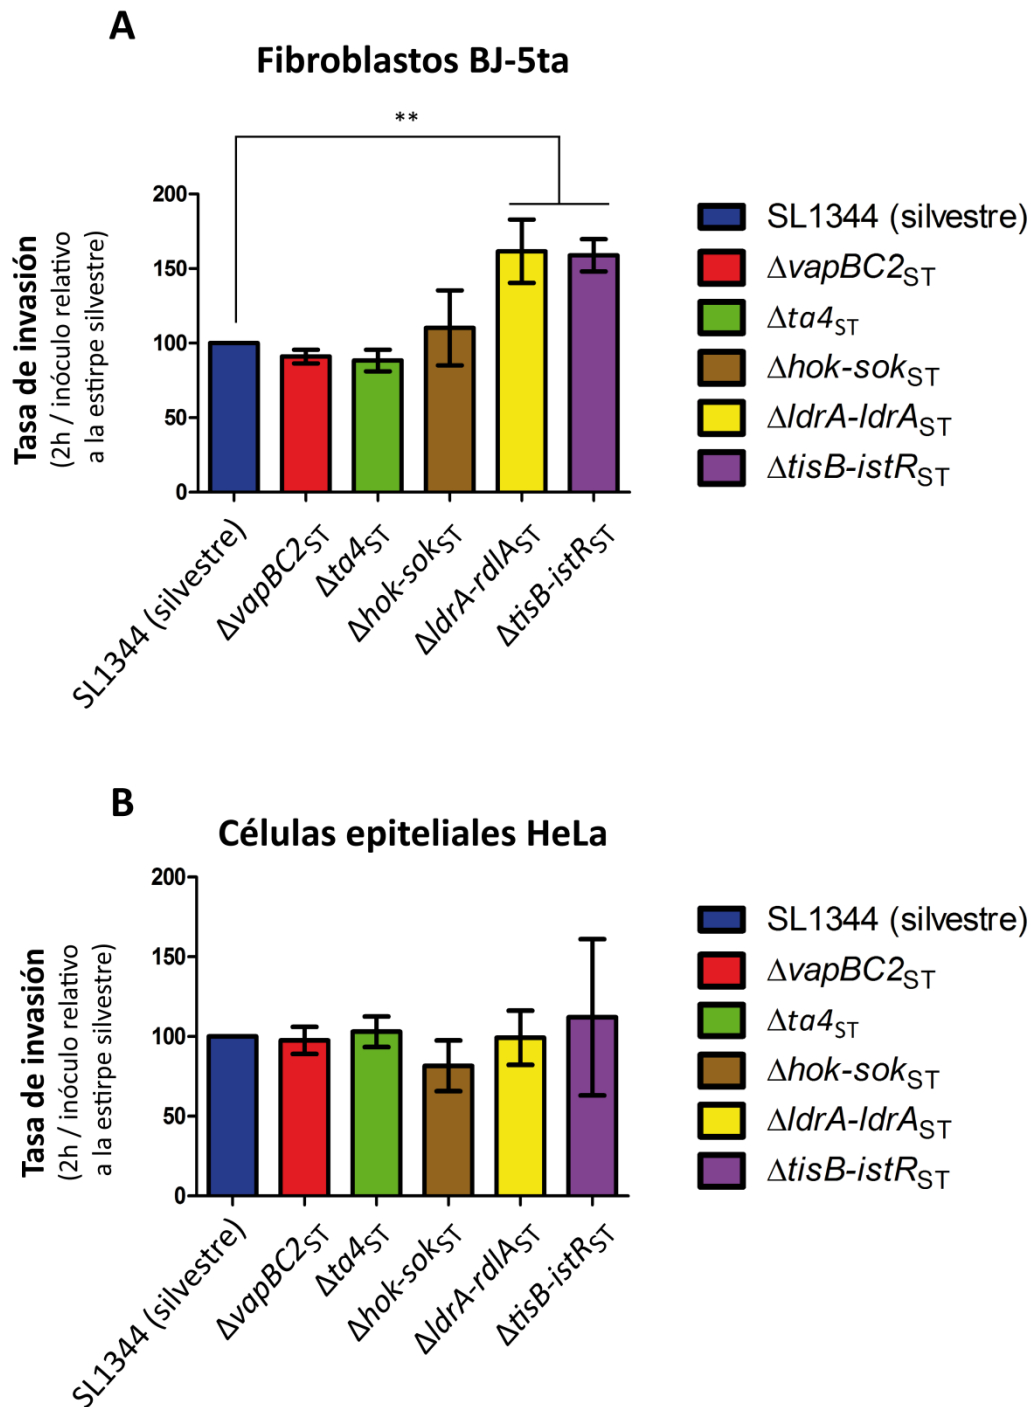 A
Fibroblastos BJ-5ta
**
Tasa de invasión
(2h / inóculo relativo
a la estirpe silvestre)
200
150
100
50
0
SL1344 (silvestre)
ΔvapBC2ST
Δta4ST
Δhok-sokST
ΔldrA-rdlAST
ΔtisB-istRST
SL1344 (silvestre)
ΔvapBC2ST
Δta4ST
Δhok-sokST
ΔldrA-ldrAST
ΔtisB-istRST
B
Células epiteliales HeLa
Tasa de invasión
(2h / inóculo relativo
a la estirpe silvestre)
200
150
100
50
0
SL1344 (silvestre)
ΔvapBC2ST
Δta4ST
Δhok-sokST
ΔldrA-rdlAST
ΔtisB-istRST
SL1344 (silvestre)
ΔvapBC2ST
Δta4ST
Δhok-sokST
ΔldrA-ldrAST
ΔtisB-istRST